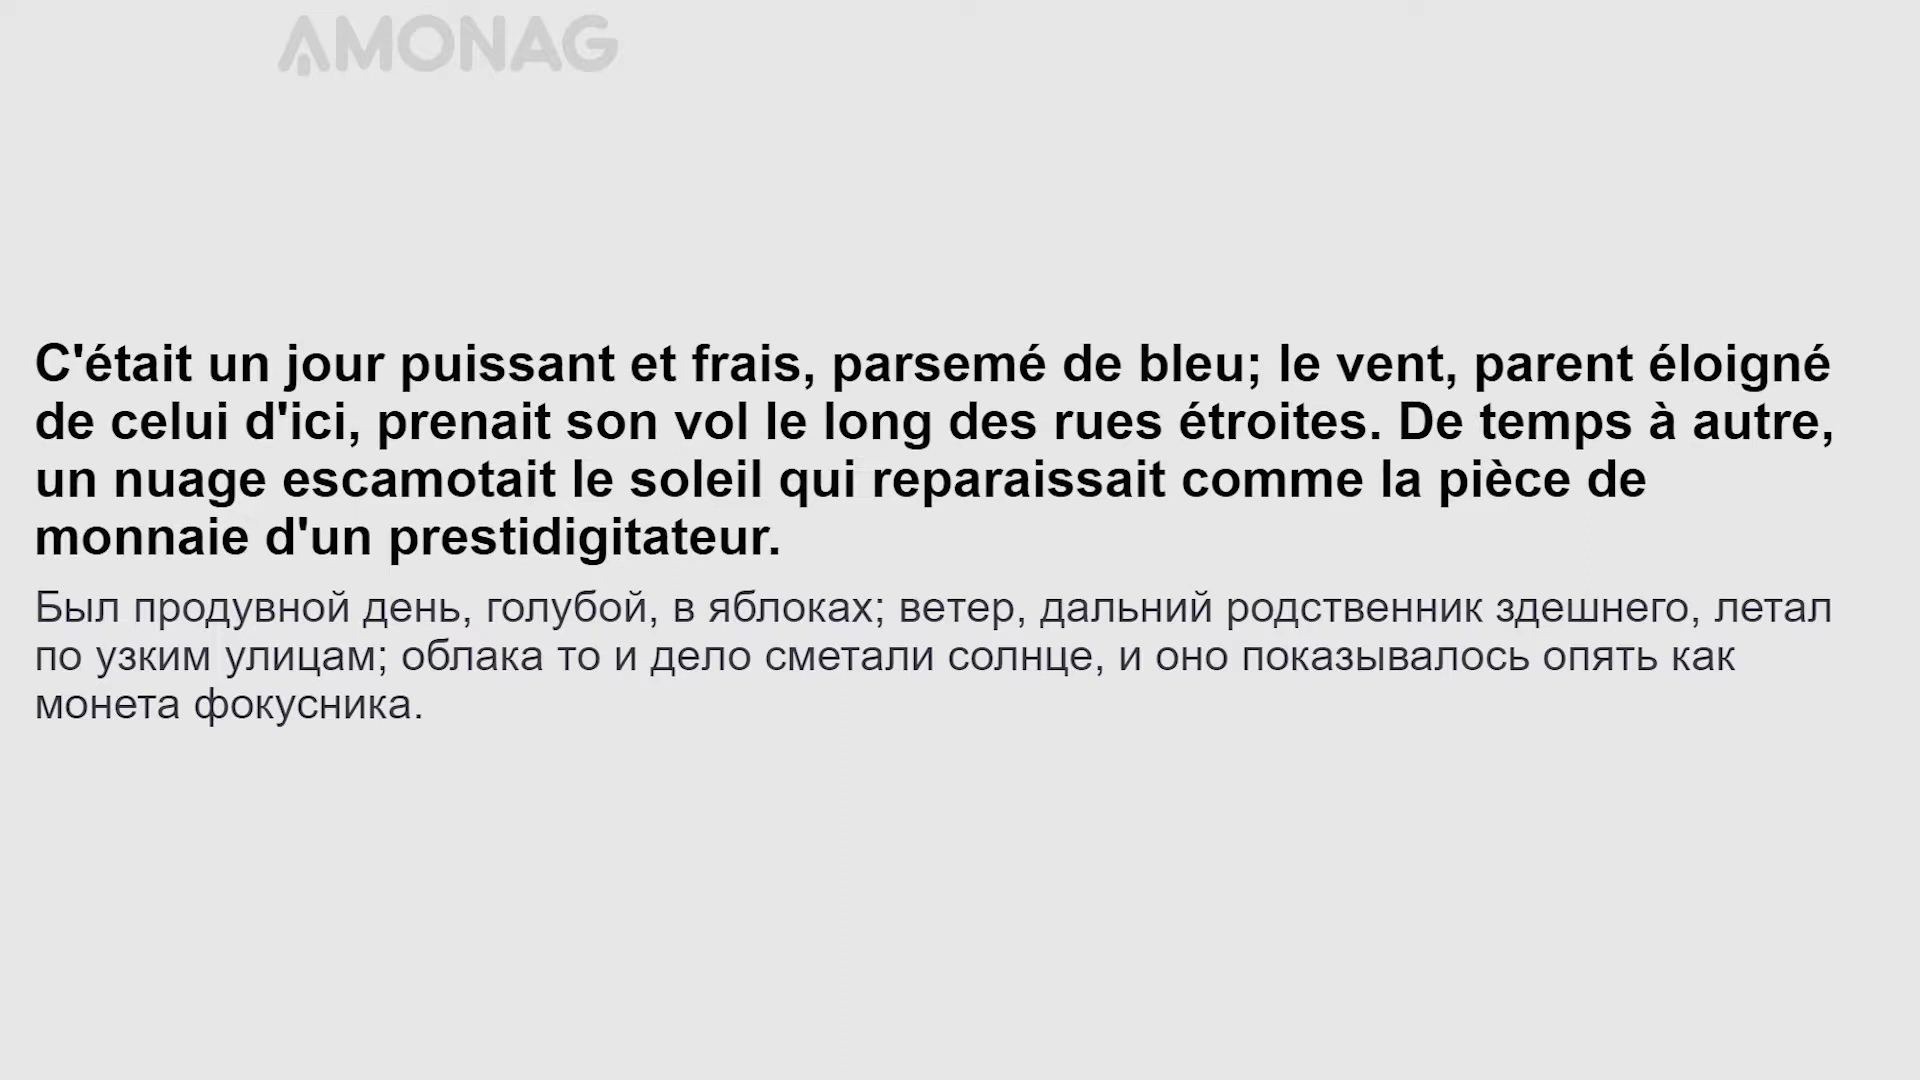 AMONAG
C'était un jour puissant et frais, parsemé de bleu; le vent, parent éloigné
de celui d'ici, prenait son vol le long des rues étroites. De temps à autre,
un nuage escamotait le soleil qui reparaissait comme la pièce de
monnaie d'un prestidigitateur.
Был продувной день, голубой, в яблоках; ветер, дальний родственник здешнего, летал
по узким улицам; облака то и дело сметали солнце, и оно показывалось опять как
монета фокусника.